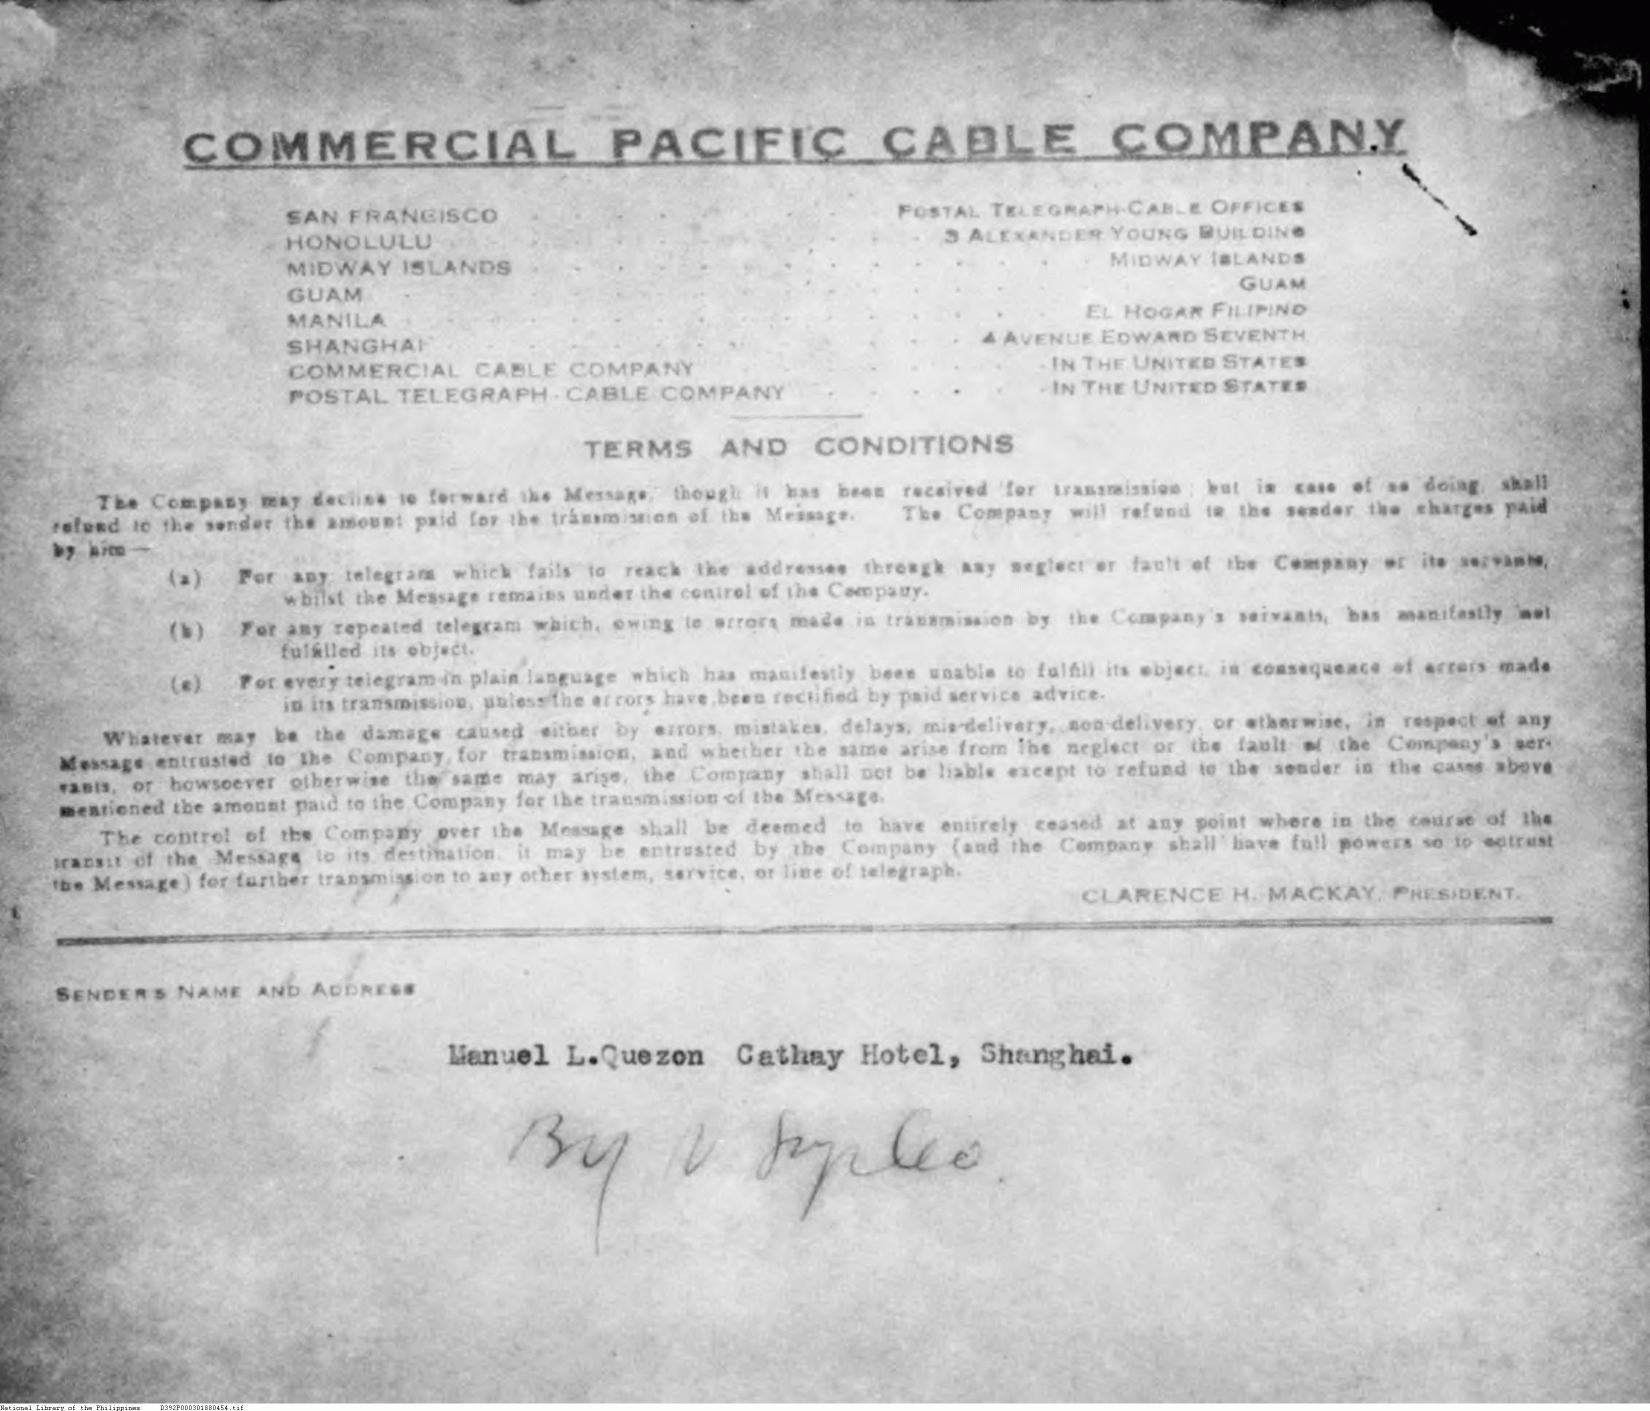 COMMERCIAL PACIFIC CABLE COMPANY
SAN FRANCISCO POSTAL TELEGRAPH-CABLE OFFICES
HONOLULU 3 ALEXANDER YOUNG BUILDING
MIDWAY ISLANDS MIDWAY ISLANDS
GUAM GUAM
MANILA EL HOGAR FILIPINO
SHANGHAI 4 AVENUE EDWARD SEVENTH
COMMERCIAL CABLE COMPANY IN THE UNITED STATES
POSTAL TELEGRAPH-CABLE COMPANY IN THE UNITED STATES
TERMS AND CONDITIONS
The Company may decline to forward the Message, though it has been received for transmission; but in case of so doing, shall
refund to the sender the amount paid for the transmission of the Message. The Company will refund to the sender the charges paid
by him—
(a) For any telegram which fails to reach the addressee through any neglect or fault of the Company or its servants,
whilst the Message remains under the control of the Company.
(b) For any repeated telegram which, owing to errors made in transmission by the Company's servants, has manifestly not
fulfilled its object.
(c) For every telegram in plain language which has manifestly been unable to fulfill its object, in consequence of errors made
in its transmission, unless the errors have been rectified by paid service advice.
Whatever may be the damage caused either by errors, mistakes, delays, mis-delivery, non-delivery, or otherwise, in respect of any
Message entrusted to the Company for transmission, and whether the same arise from the neglect or the fault of the Company's ser-
vants, or howsoever otherwise the same may arise, the Company shall not be liable except to refund to the sender in the cases above
mentioned the amount paid to the Company for the transmission of the Message.
The control of the Company over the Message shall be deemed to have entirely ceased at any point where in the course of the
transit of the Message to its destination, it may be entrusted by the Company (and the Company shall have full powers so to entrust
the Message) for further transmission to any other system, service, or line of telegraph.
CLARENCE H. MACKAY, PRESIDENT.
SENDER'S NAME AND ADDRESS
Manuel L.Quezon Cathay Hotel, Shanghai.
By V
National Library of the Philippines D392P000301880454.tif